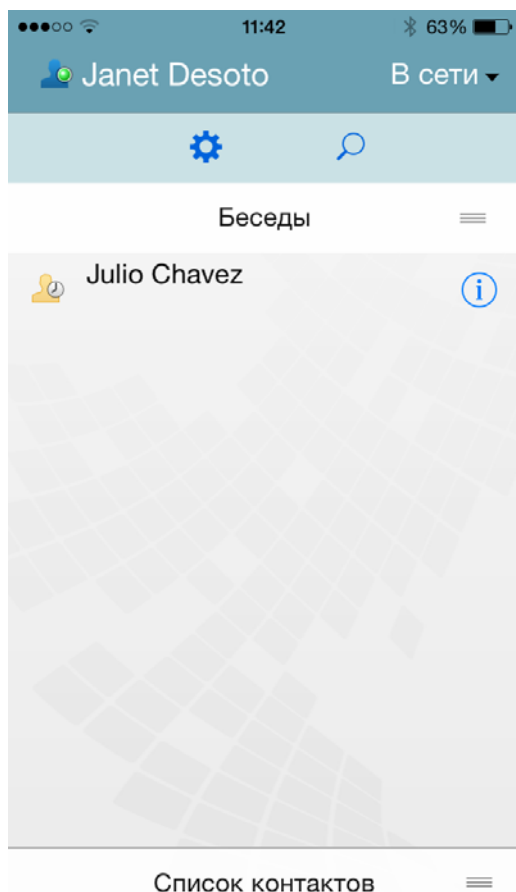 11:42 63%
Janet Desoto В сети
Беседы
Julio Chavez
Список контактов